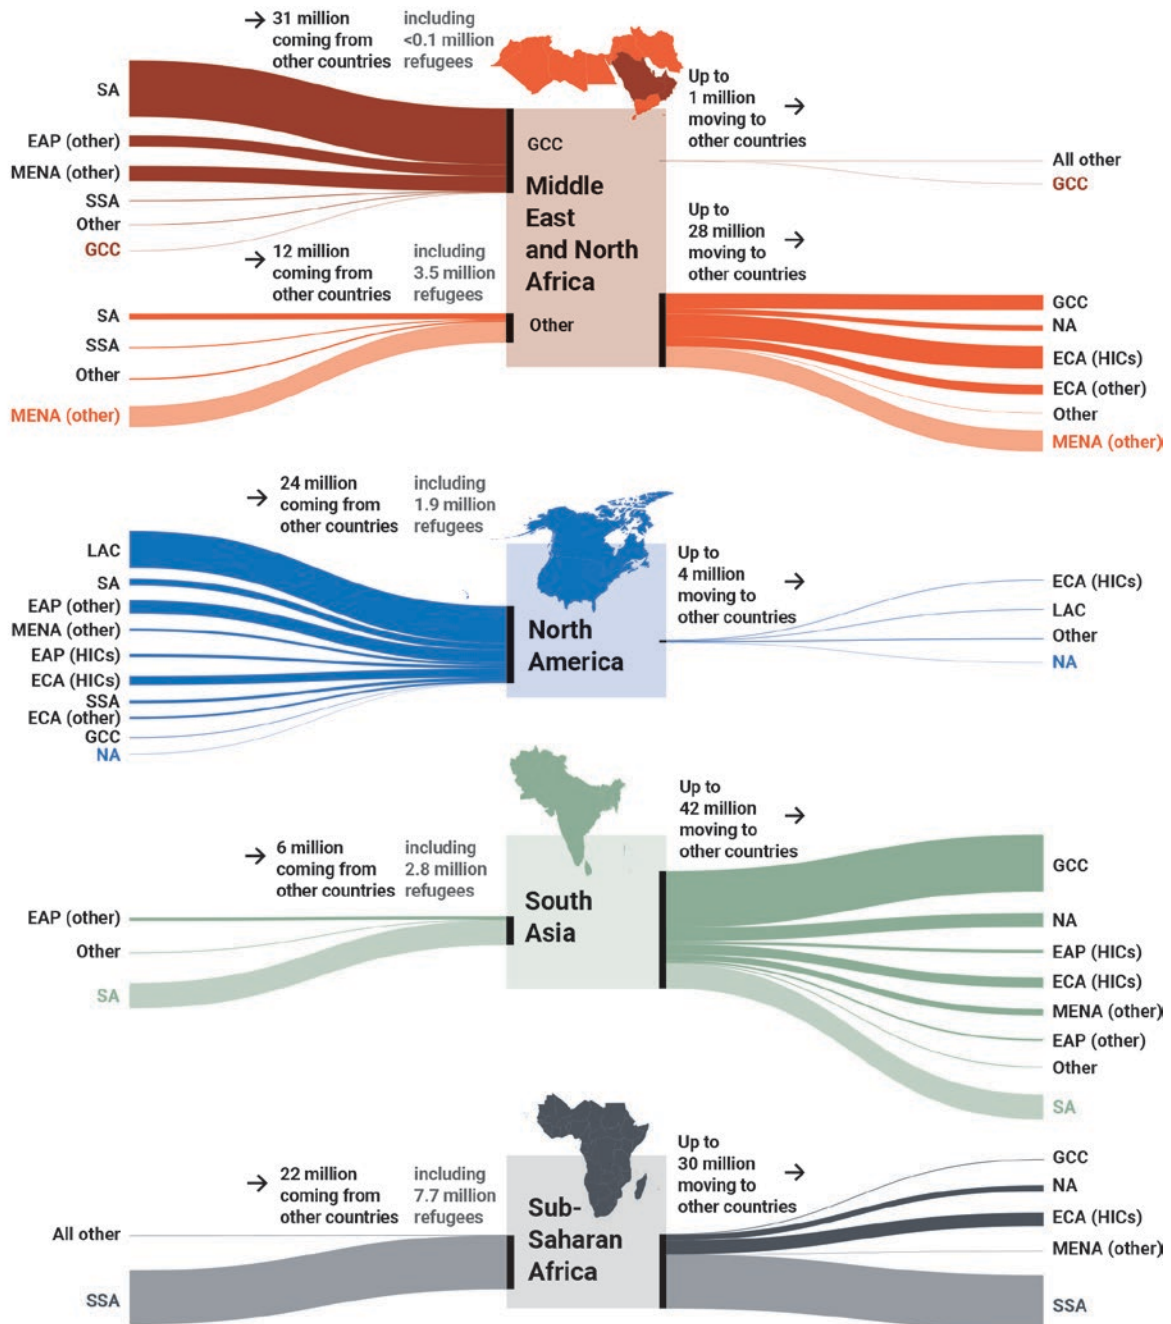 → 31 million
coming from
other countries
including
<0.1 million
refugees
SA
EAP (other)
MENA (other)
SSA
Other
GCC
→ 12 million
coming from
other countries
including
3.5 million
refugees
SA
SSA
Other
MENA (other)
GCC
Middle
East
and North
Africa
Other
Up to
1 million →
moving to
other countries
All other
GCC
Up to
28 million →
moving to
other countries
GCC
NA
ECA (HICs)
ECA (other)
Other
MENA (other)
→ 24 million
coming from
other countries
including
1.9 million
refugees
LAC
SA
EAP (other)
MENA (other)
EAP (HICs)
ECA (HICs)
SSA
ECA (other)
GCC
NA
North
America
Up to
4 million →
moving to
other countries
ECA (HICs)
LAC
Other
NA
→ 6 million
coming from
other countries
including
2.8 million
refugees
EAP (other)
Other
SA
South
Asia
Up to
42 million →
moving to
other countries
GCC
NA
EAP (HICs)
ECA (HICs)
MENA (other)
EAP (other)
Other
SA
→ 22 million
coming from
other countries
including
7.7 million
refugees
All other
SSA
Sub-
Saharan
Africa
Up to
30 million →
moving to
other countries
GCC
NA
ECA (HICs)
MENA (other)
SSA